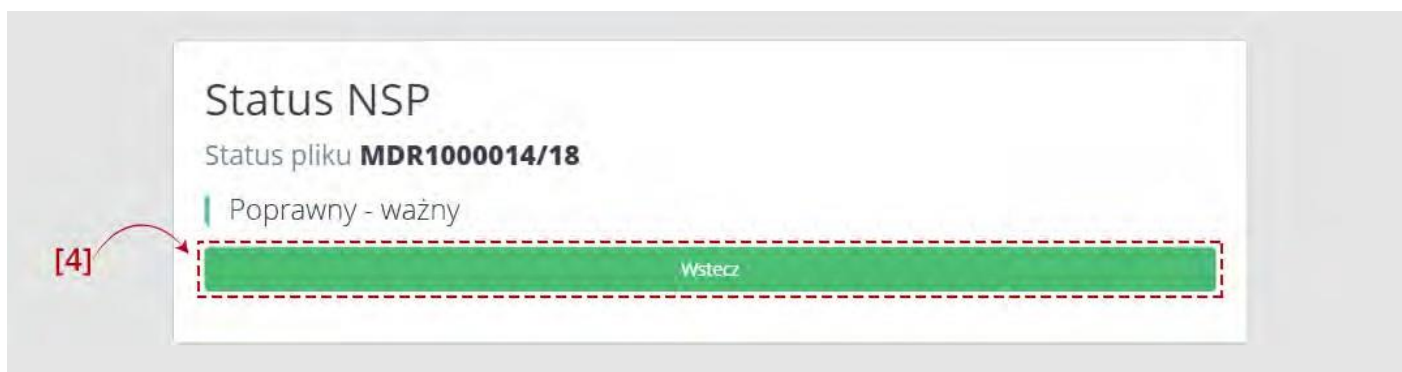 Status NSP
Status pliku MDR1000014/18
Poprawny - ważny
[4]
Wstecz